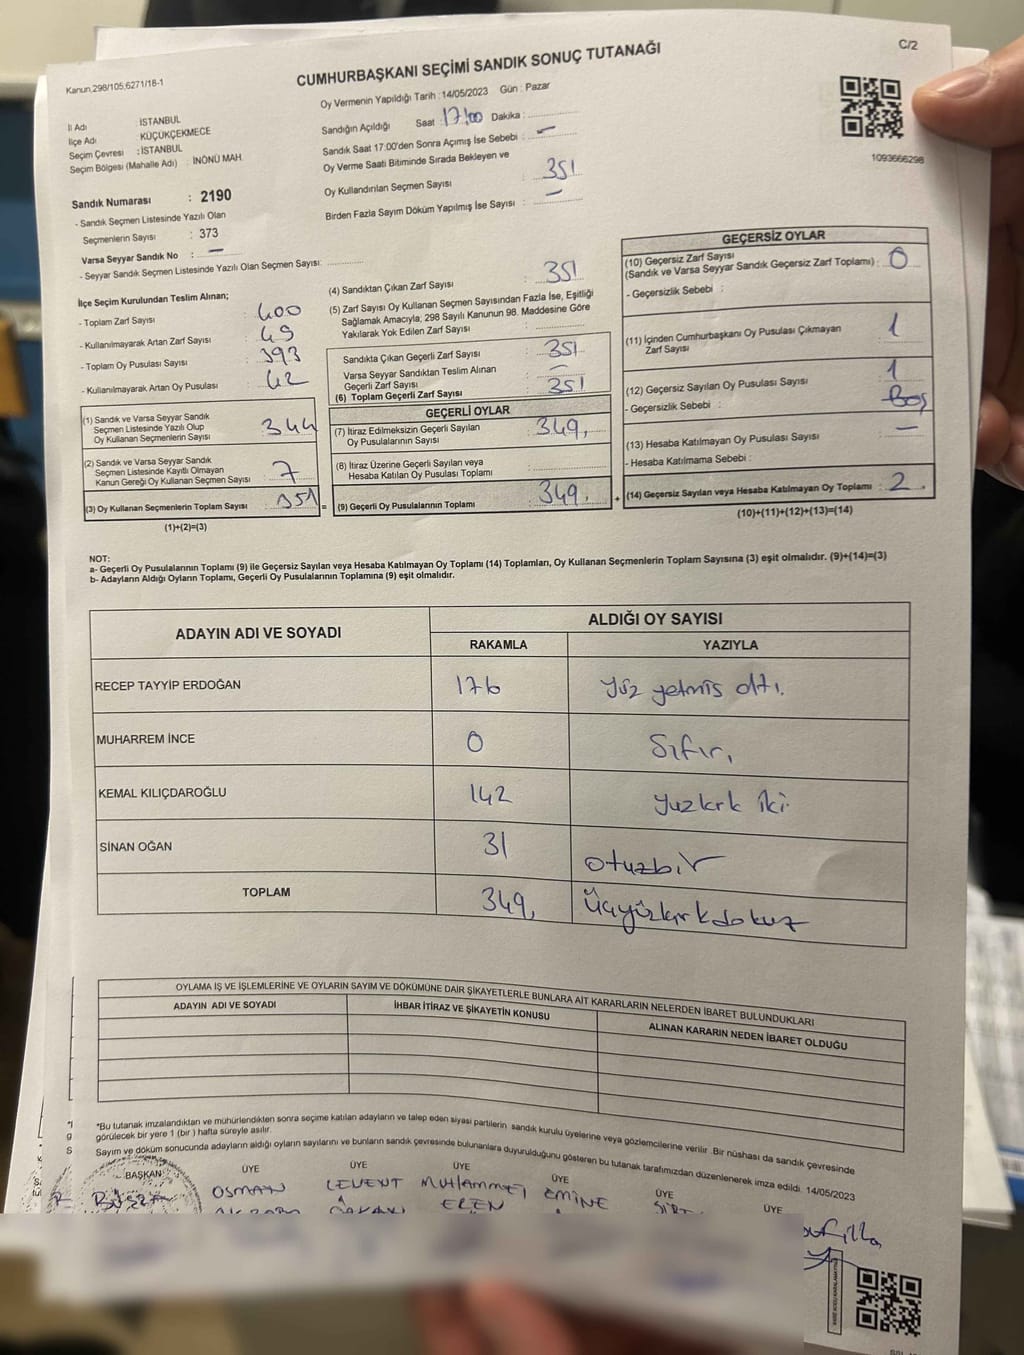 Kanun,298/105,6271/18-1
C/2
CUMHURBAŞKANI SEÇİMİ SANDIK SONUÇ TUTANAĞI
Oy Vermenin Yapıldığı Tarih : 14/05/2023 Gün : Pazar
1093666298
İl Adı : İSTANBUL
İlçe Adı : KÜÇÜKÇEKMECE
Seçim Çevresi : İSTANBUL
Seçim Bölgesi (Mahalle Adı) : İNÖNÜ MAH.
Sandık Numarası : 2190
- Sandık Seçmen Listesinde Yazılı Olan
Seçmenlerin Sayısı : 373
Varsa Seyyar Sandık No : —
- Seyyar Sandık Seçmen Listesinde Yazılı Olan Seçmen Sayısı:
Sandığın Açıldığı Saat : 17:00 Dakika :
Sandık Saat 17:00'den Sonra Açımış İse Sebebi : —
Oy Verme Saati Bitiminde Sırada Bekleyen ve
Oy Kullandırılan Seçmen Sayısı : 351
Birden Fazla Sayım Döküm Yapılmış İse Sayısı : —
İlçe Seçim Kurulundan Teslim Alınan;
- Toplam Zarf Sayısı : 400
- Kullanılmayarak Artan Zarf Sayısı : 49
- Toplam Oy Pusulası Sayısı : 393
- Kullanılmayarak Artan Oy Pusulası : 42
(1) Sandık ve Varsa Seyyar Sandık
Seçmen Listesinde Yazılı Olup
Oy Kullanan Seçmenlerin Sayısı : 344
(2) Sandık ve Varsa Seyyar Sandık
Seçmen Listesinde Kayıtlı Olmayan
Kanun Gereği Oy Kullanan Seçmen Sayısı : 7
(3) Oy Kullanan Seçmenlerin Toplam Sayısı : 351
(1)+(2)=(3)
(4) Sandıktan Çıkan Zarf Sayısı : 351
(5) Zarf Sayısı Oy Kullanan Seçmen Sayısından Fazla İse, Eşitliği
Sağlamak Amacıyla; 298 Sayılı Kanunun 98. Maddesine Göre
Yakılarak Yok Edilen Zarf Sayısı :
Sandıkta Çıkan Geçerli Zarf Sayısı : 351
Varsa Seyyar Sandıktan Teslim Alınan
Geçerli Zarf Sayısı : —
(6) Toplam Geçerli Zarf Sayısı : 351
GEÇERLİ OYLAR
(7) İtiraz Edilmeksizin Geçerli Sayılan
Oy Pusulalarının Sayısı : 349,
(8) İtiraz Üzerine Geçerli Sayılan veya
Hesaba Katılan Oy Pusulası Toplamı :
= (9) Geçerli Oy Pusulalarının Toplamı : 349, +
GEÇERSİZ OYLAR
(10) Geçersiz Zarf Sayısı
(Sandık ve Varsa Seyyar Sandık Geçersiz Zarf Toplamı) : 0
- Geçersizlik Sebebi :
(11) İçinden Cumhurbaşkanı Oy Pusulası Çıkmayan
Zarf Sayısı : 1
(12) Geçersiz Sayılan Oy Pusulası Sayısı : 1
- Geçersizlik Sebebi : Boş
(13) Hesaba Katılmayan Oy Pusulası Sayısı : —
- Hesaba Katılmama Sebebi :
(14) Geçersiz Sayılan veya Hesaba Katılmayan Oy Toplamı : 2.
(10)+(11)+(12)+(13)=(14)
NOT:
a- Geçerli Oy Pusulalarının Toplamı (9) ile Geçersiz Sayılan veya Hesaba Katılmayan Oy Toplamı (14) Toplamları, Oy Kullanan Seçmenlerin Toplam Sayısına (3) eşit olmalıdır. (9)+(14)=(3)
b- Adayların Aldığı Oyların Toplamı, Geçerli Oy Pusulalarının Toplamına (9) eşit olmalıdır.
ADAYIN ADI VE SOYADI ALDIĞI OY SAYISI
RAKAMLA YAZIYLA
RECEP TAYYİP ERDOĞAN 176 Yüz yetmiş altı.
MUHARREM İNCE 0 Sıfır,
KEMAL KILIÇDAROĞLU 142 Yuzkırk iki
SİNAN OĞAN 31 otuzbir
TOPLAM 349, Üçyüzkırkdokuz
OYLAMA İŞ VE İŞLEMLERİNE VE OYLARIN SAYIM VE DÖKÜMÜNE DAİR ŞİKAYETLERLE BUNLARA AİT KARARLARIN NELERDEN İBARET BULUNDUKLARI
ADAYIN ADI VE SOYADI İHBAR İTİRAZ VE ŞİKAYETİN KONUSU ALINAN KARARIN NEDEN İBARET OLDUĞU
*Bu tutanak imzalandıktan ve mühürlendikten sonra seçime katılan adayların ve talep eden siyasi partilerin sandık kurulu üyelerine veya gözlemcilerine verilir .Bir nüshası da sandık çevresinde
görülecek bir yere 1 (bir ) hafta süreyle asılır.
Sayım ve döküm sonucunda adayların aldığı oyların sayılarını ve bunların sandık çevresinde bulunanlara duyurulduğunu gösteren bu tutanak tarafımızdan düzenlenerek imza edildi. 14/05/2023
BAŞKAN ÜYE ÜYE ÜYE ÜYE ÜYE ÜYE
OSMAN LEVENT MUHAMMET EMİNE
EREN